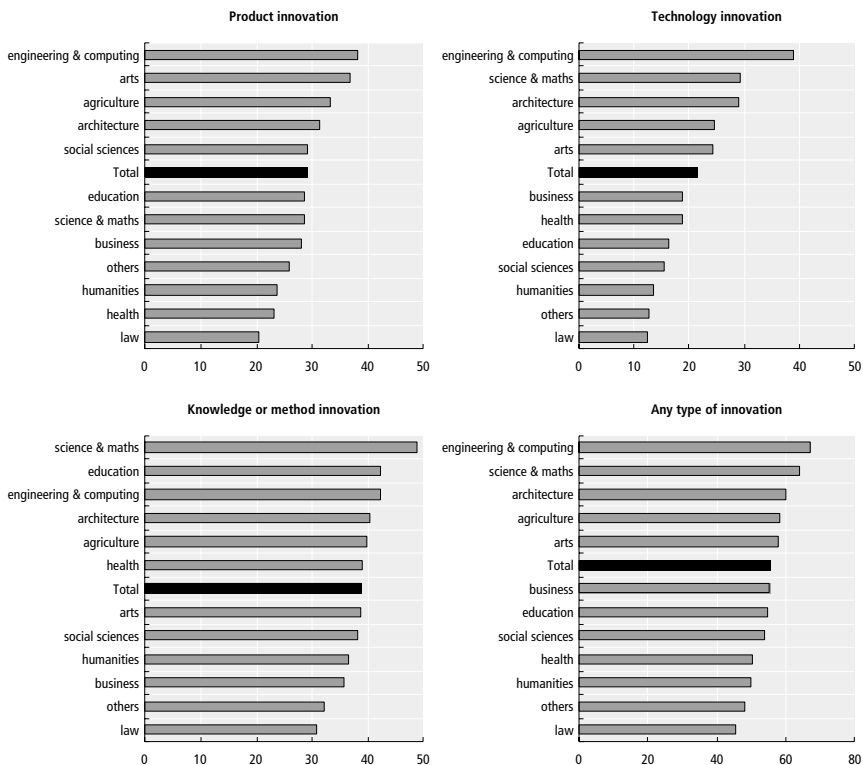 Product innovation
engineering & computing
arts
agriculture
architecture
social sciences
Total
education
science & maths
business
others
humanities
health
law
0 10 20 30 40 50
Technology innovation
engineering & computing
science & maths
architecture
agriculture
arts
Total
business
health
education
social sciences
humanities
others
law
0 10 20 30 40 50
Knowledge or method innovation
science & maths
education
engineering & computing
architecture
agriculture
health
Total
arts
social sciences
humanities
business
others
law
0 10 20 30 40 50
Any type of innovation
engineering & computing
science & maths
architecture
agriculture
arts
Total
business
education
social sciences
health
humanities
others
law
0 20 40 60 80